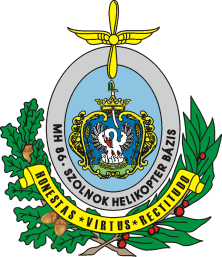 MH 86. SZOLNOK HELIKOPTER BÁZIS
HONESTAS * VIRTUS * RECTITUDO